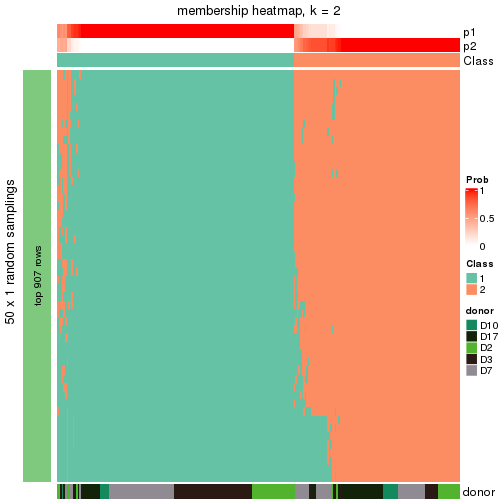 membership heatmap, k = 2
p1
p2
Class
50 x 1 random samplings
top 907 rows
Prob
1
0.5
0
Class
1
2
donor
D10
D17
D2
D3
D7
donor